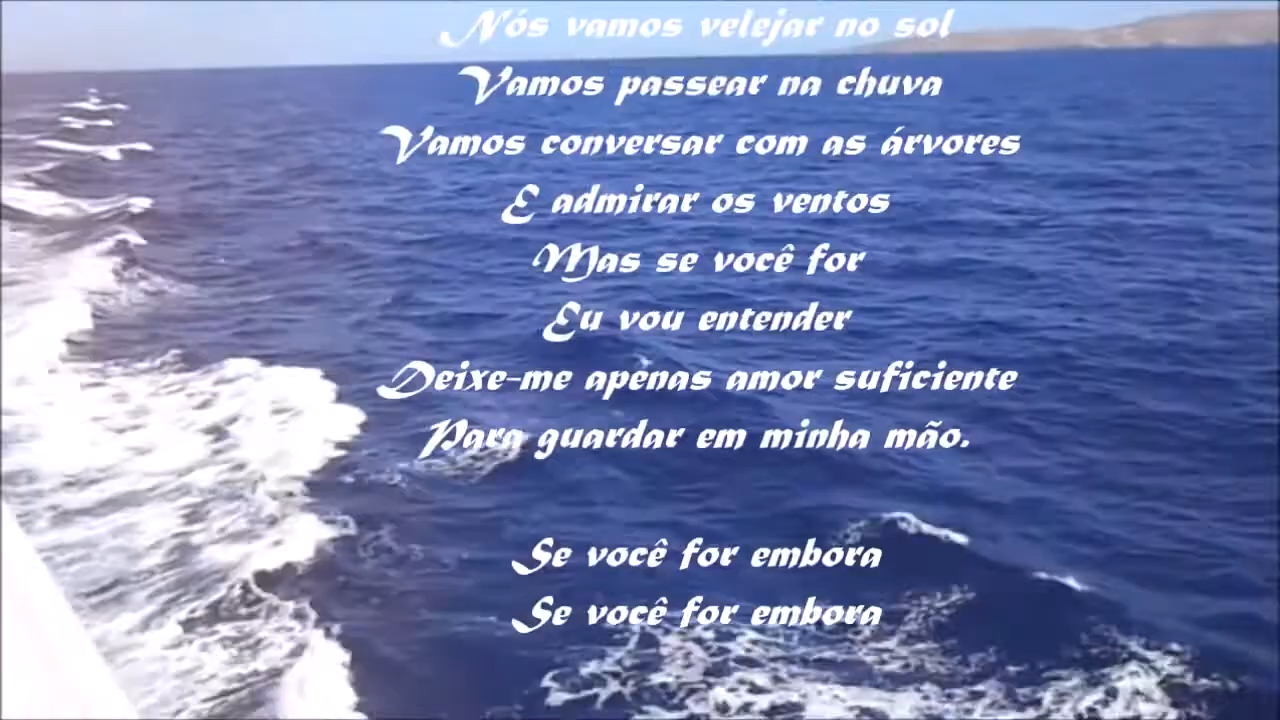 Nós vamos velejar no sol
Vamos passear na chuva
Vamos conversar com as árvores
E admirar os ventos
Mas se você for
Eu vou entender
Deixe-me apenas amor suficiente
Para guardar em minha mão.
Se você for embora
Se você for embora